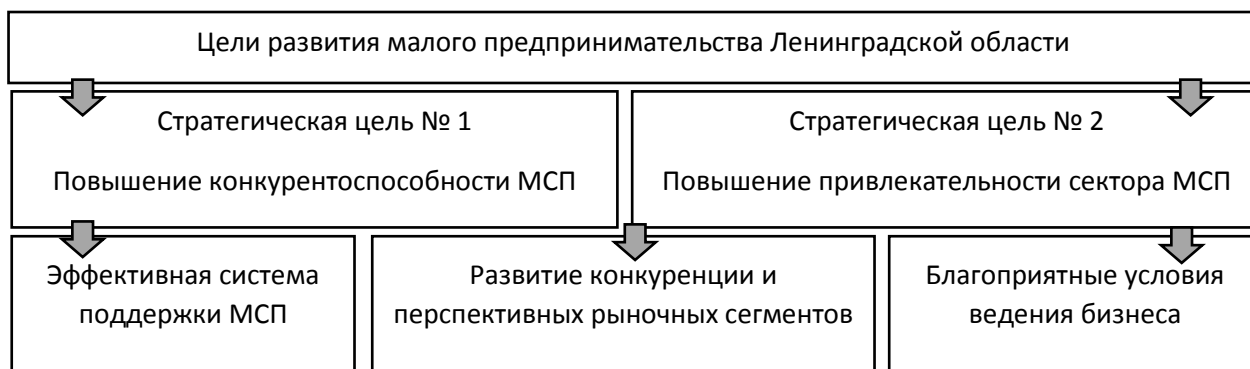 Цели развития малого предпринимательства Ленинградской области
Стратегическая цель № 1
Повышение конкурентоспособности МСП
Стратегическая цель № 2
Повышение привлекательности сектора МСП
Эффективная система
поддержки МСП
Развитие конкуренции и
перспективных рыночных сегментов
Благоприятные условия
ведения бизнеса